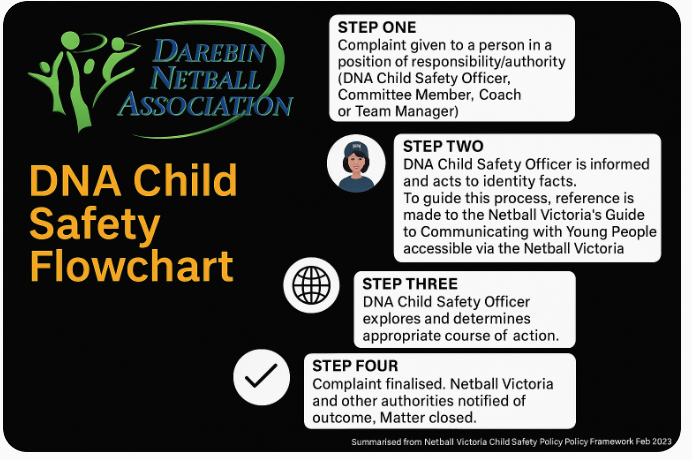 DAREBIN
NETBALL
ASSOCIATION
DNA Child
Safety
Flowchart
STEP ONE
Complaint given to a person in a
position of responsibility/authority
(DNA Child Safety Officer,
Committee Member, Coach
or Team Manager)
STEP TWO
DNA Child Safety Officer is informed
and acts to identity facts.
To guide this process, reference is
made to the Netball Victoria's Guide
to Communicating with Young People
accessible via the Netball Victoria
STEP THREE
DNA Child Safety Officer
explores and determines
appropriate course of action.
STEP FOUR
Complaint finalised. Netball Victoria
and other authorities notified of
outcome, Matter closed.
Summarised from Netball Victoria Child Safety Policy Policy Framework Feb 2023